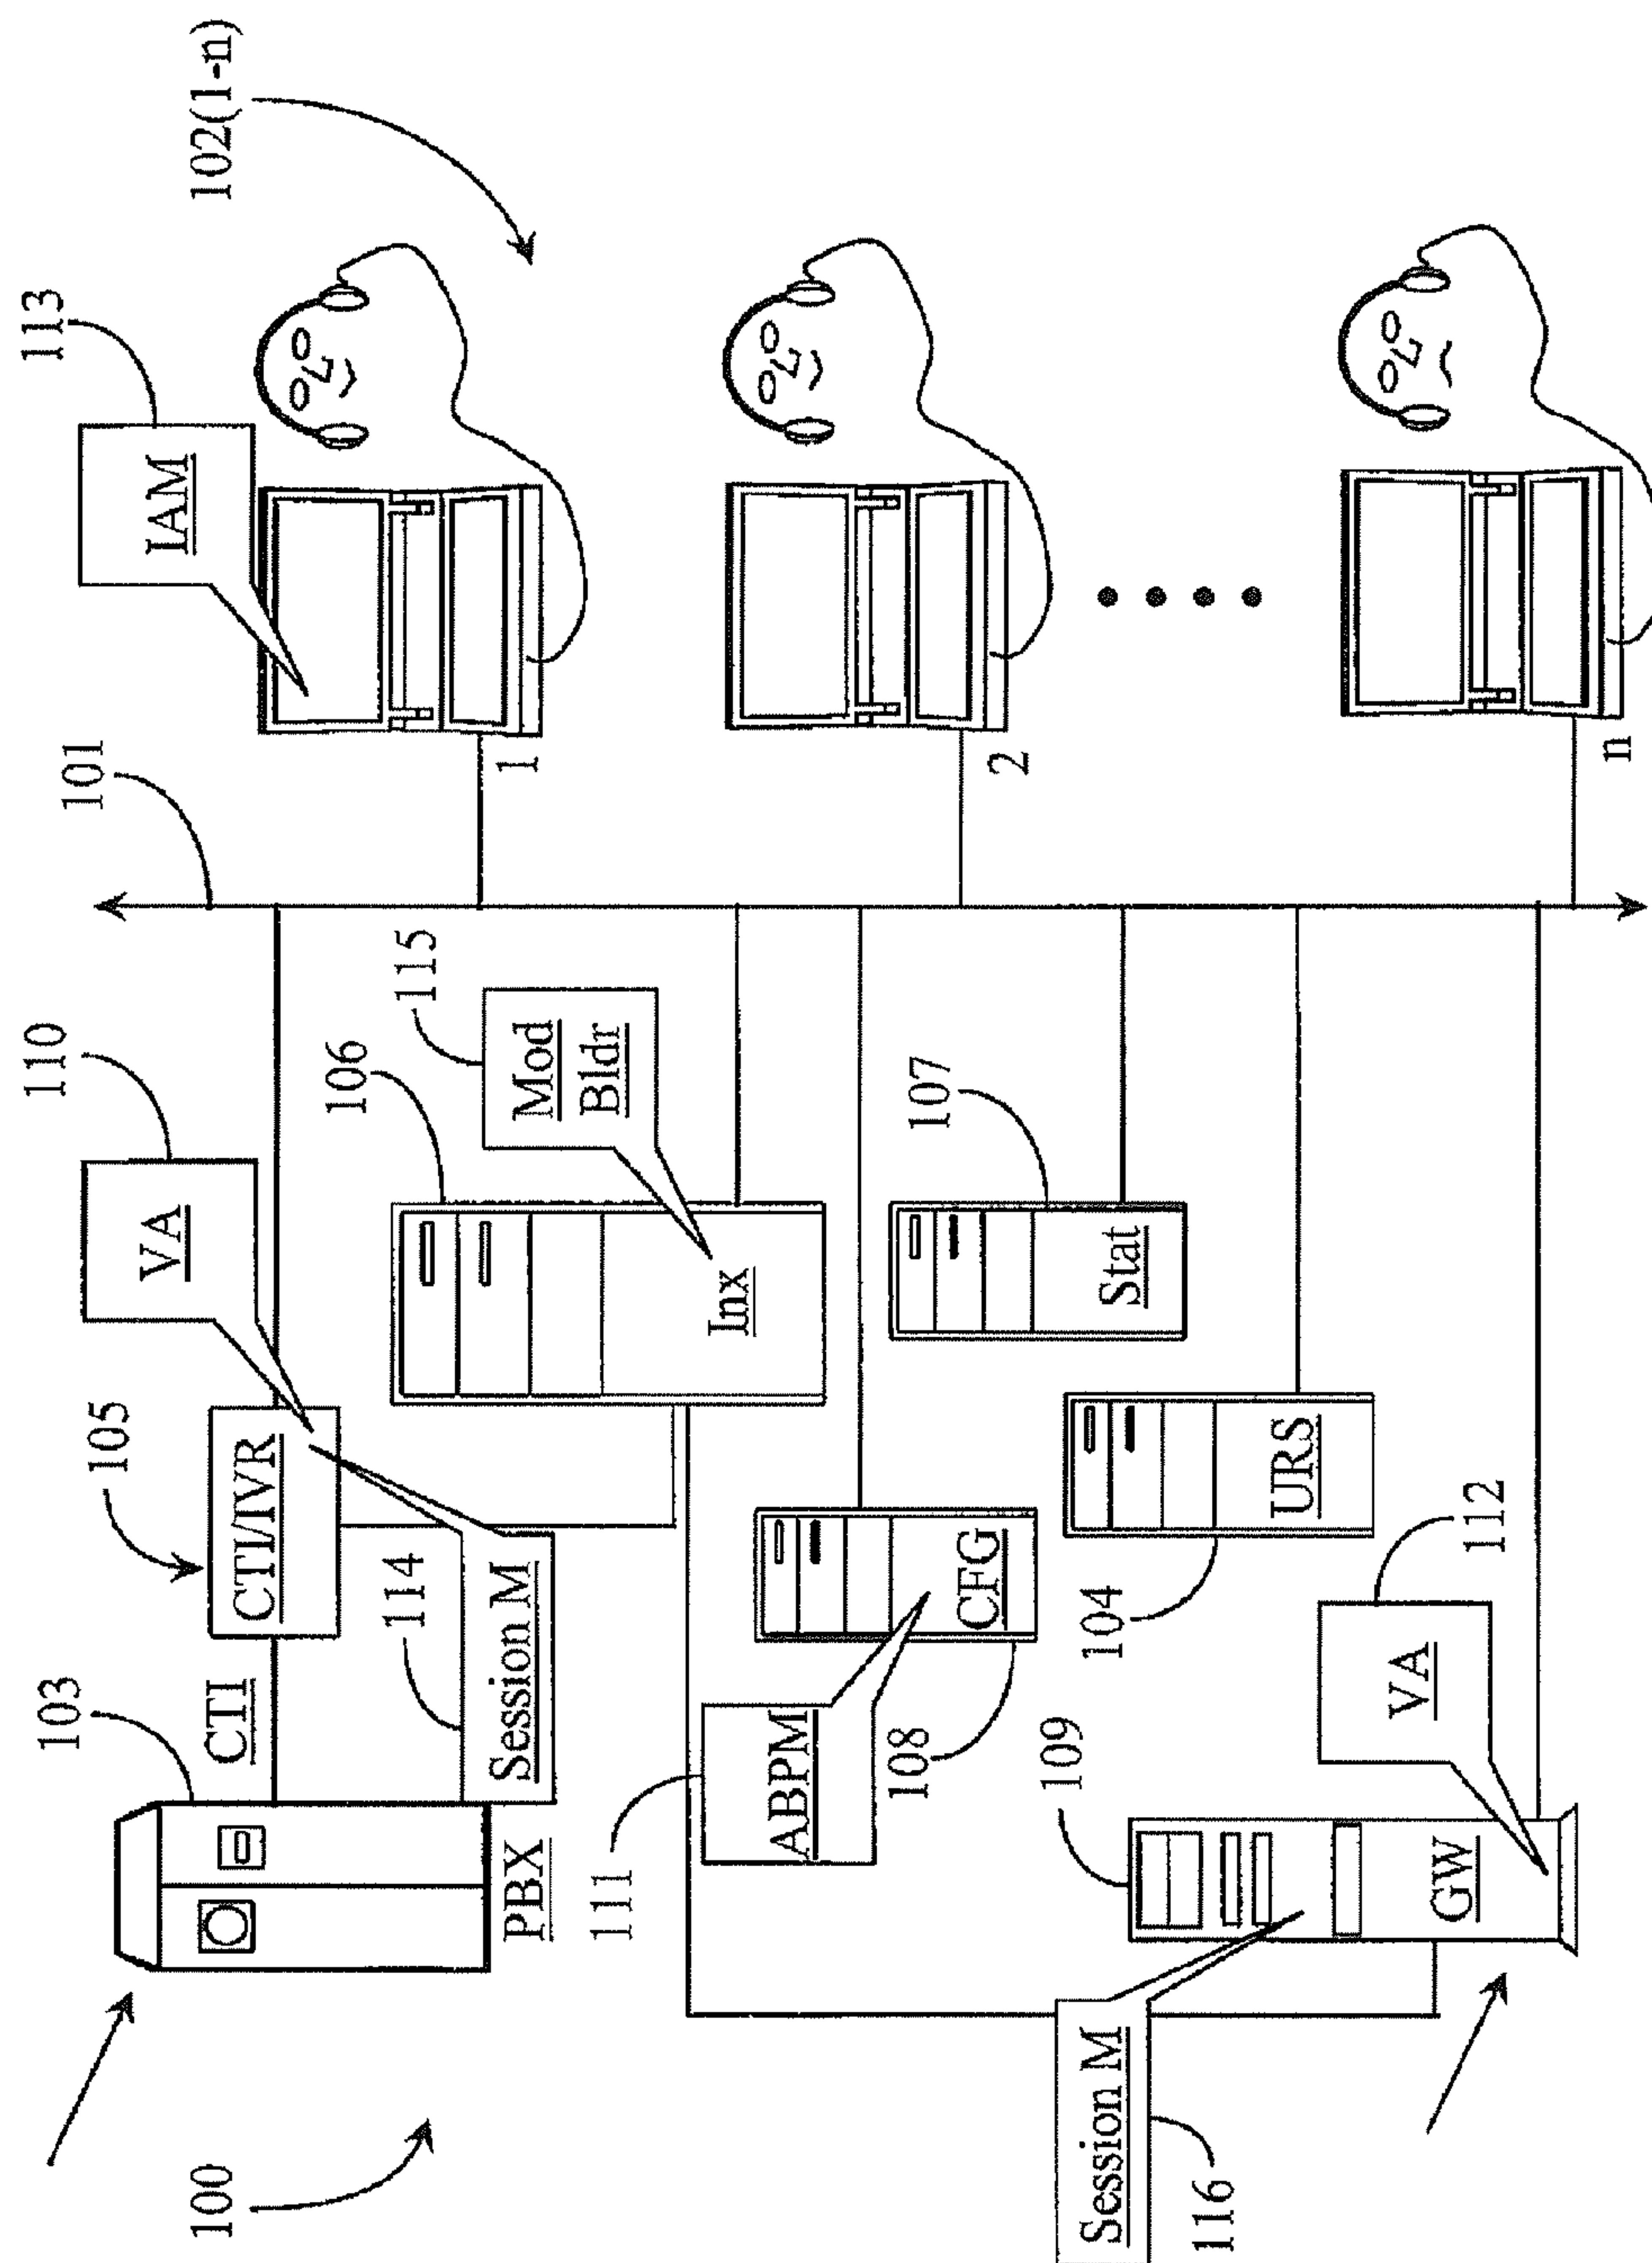 100
103
CTI
PBX
105
CTI/IVR
110
VA
114
Session M
106
Inx
115
Mod
Bldr
101
113
IAM
102(1-n)
1
2
n
111
ABPM
108
CFG
107
Stat
104
URS
109
GW
112
VA
Session M
116